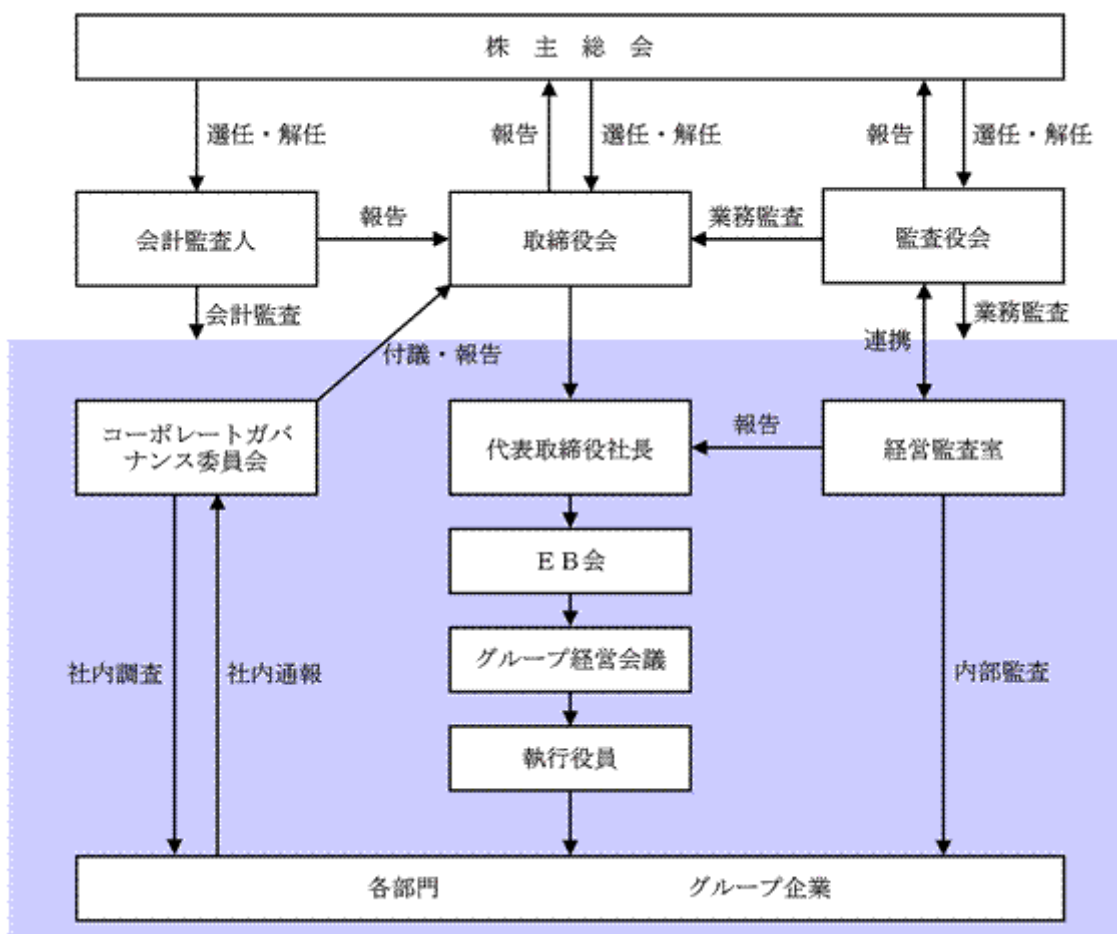 株 主 総 会
選任・解任
報告
選任・解任
報告
選任・解任
会計監査人
報告
取締役会
業務監査
監査役会
会計監査
付議・報告
連携
業務監査
コーポレートガバ
ナンス委員会
代表取締役社長
報告
経営監査室
ＥＢ会
グループ経営会議
社内調査
社内通報
内部監査
執行役員
各部門 グループ企業